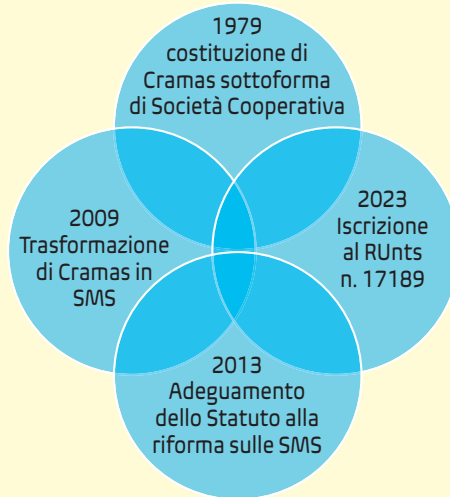 1979
costituzione di
Cramas sottoforma
di Società Cooperativa
2009
Trasformazione
di Cramas in
SMS
2023
Iscrizione
al RUnts
n. 17189
2013
Adeguamento
dello Statuto alla
riforma sulle SMS